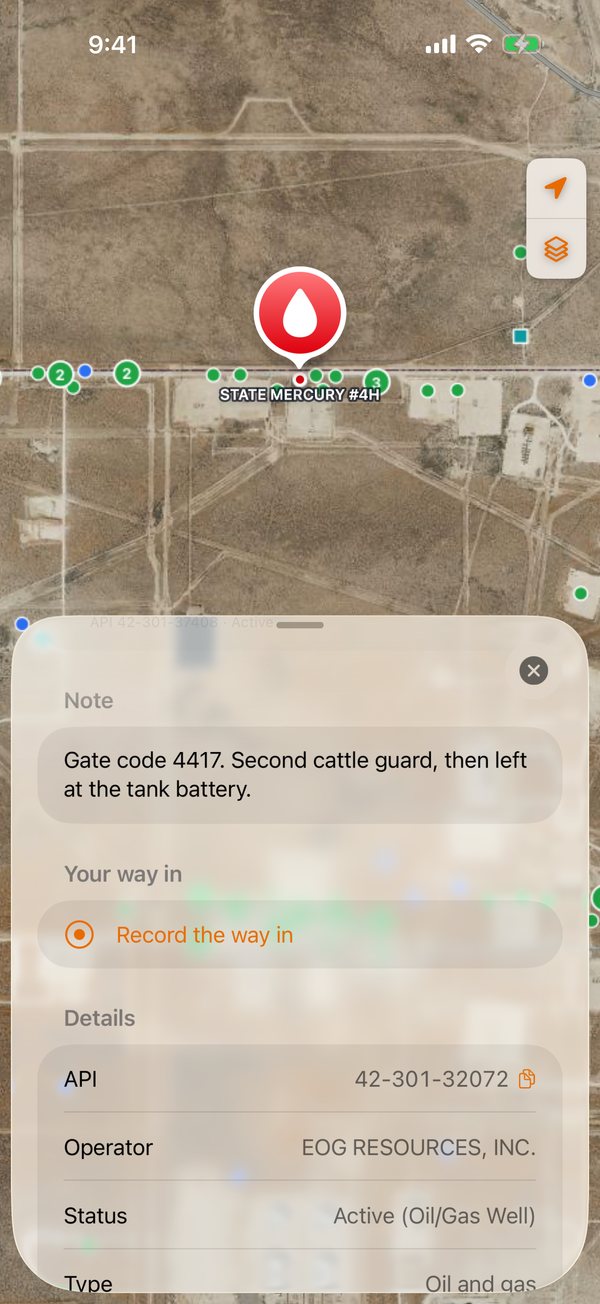 9:41
2
2
3
STATE MERCURY #4H
API 42-301-37408 · Active
Note
Gate code 4417. Second cattle guard, then left
at the tank battery.
Your way in
Record the way in
Details
API
42-301-32072
Operator
EOG RESOURCES, INC.
Status
Active (Oil/Gas Well)
Type
Oil and gas